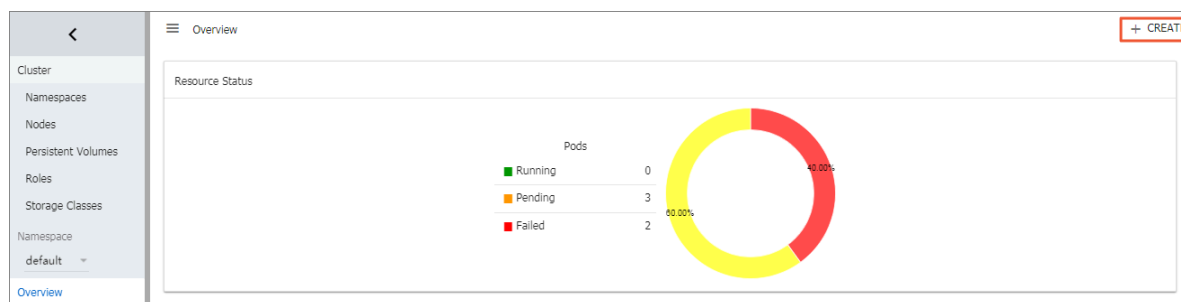 Overview
+ CREAT
Cluster
Namespaces
Nodes
Persistent Volumes
Roles
Storage Classes
Namespace
default
Overview
Resource Status
Pods
Running 0
Pending 3
Failed 2
40.00%
60.00%